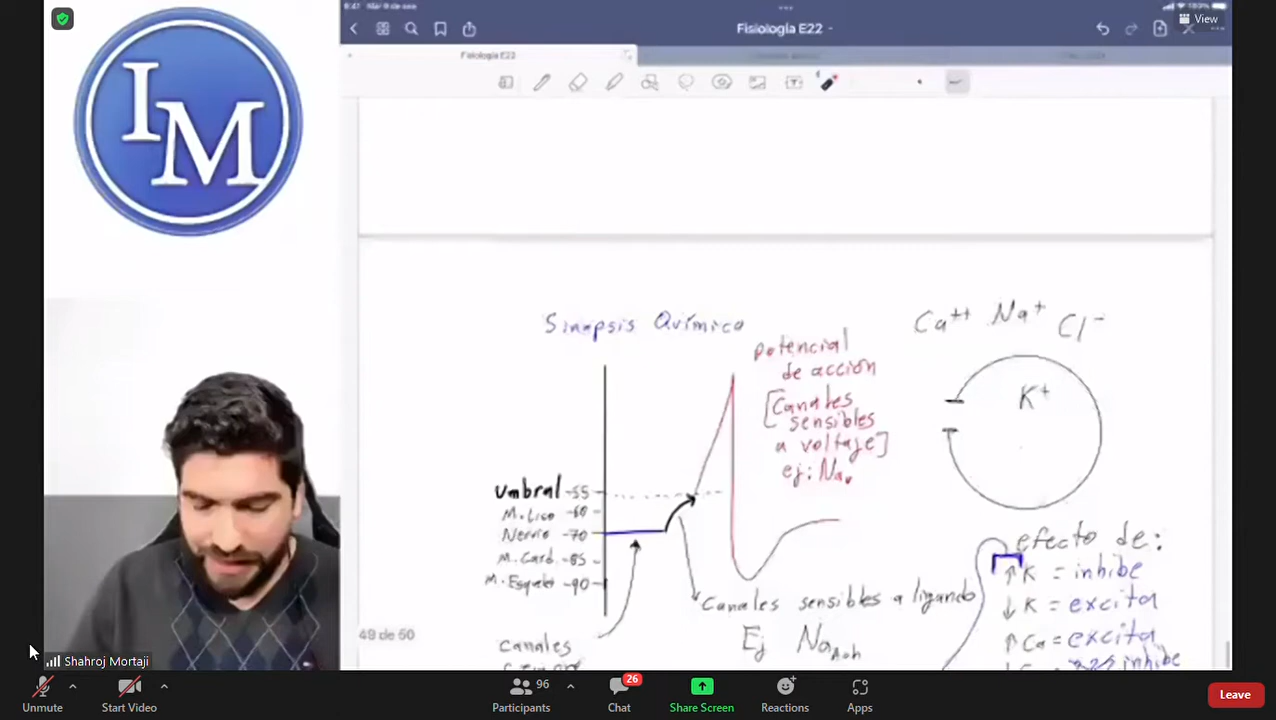 IM
View
Fisiología E22
Fisiología E22
Sinapsis Química
potencial
de acción
[Canales
sensibles
a voltaje]
ej: Nav
Ca++ Na+ Cl-
K+
Umbral -55
M. Liso -60
Nervio -70
M. Card. -85
M. Esquel -90
efecto de:
↑K = inhibe
↓K = excita
↑Ca = excita
inhibe
Canales sensibles a ligando
Ej Na Ach
Canales
siempre
49 de 50
Shahroj Mortaji
Unmute
Start Video
Participants
96
Chat
26
Share Screen
Reactions
Apps
Leave